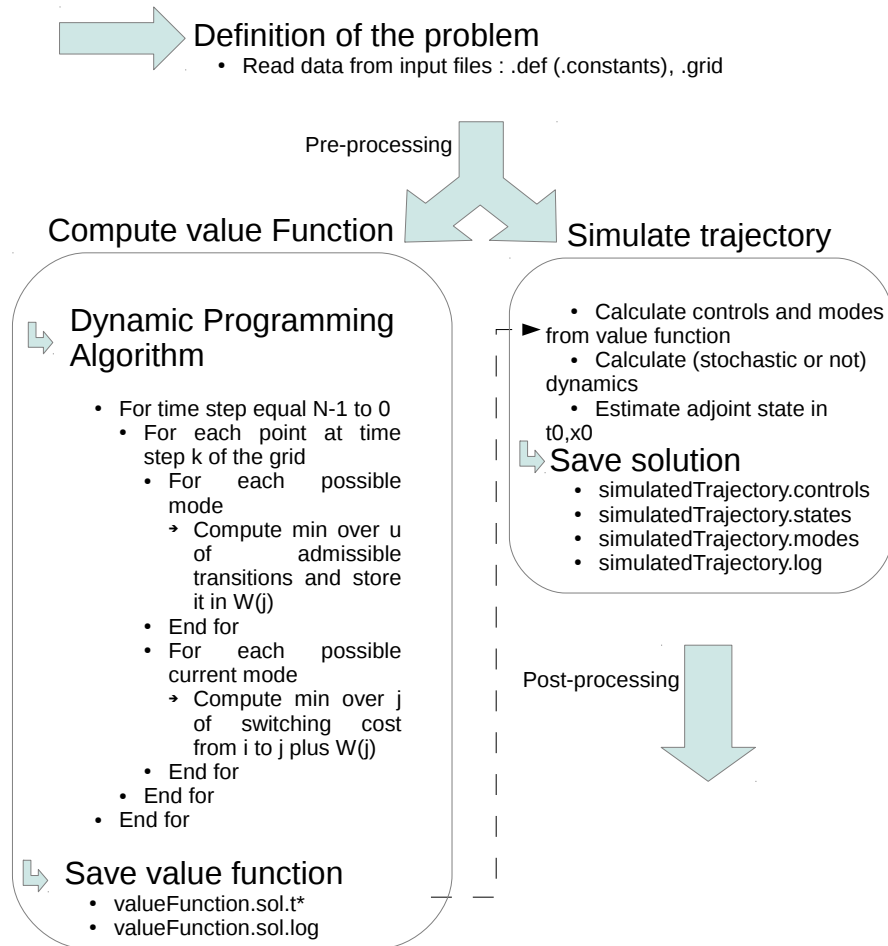 Definition of the problem
• Read data from input files : .def (.constants), .grid
Pre-processing
Compute value Function
Dynamic Programming
Algorithm
• For time step equal N-1 to 0
• For each point at time
step k of the grid
• For each possible
mode
➔ Compute min over u
of admissible
transitions and store
it in W(j)
• End for
• For each possible
current mode
➔ Compute min over j
of switching cost
from i to j plus W(j)
• End for
• End for
• End for
Save value function
• valueFunction.sol.t*
• valueFunction.sol.log
Simulate trajectory
• Calculate controls and modes
from value function
• Calculate (stochastic or not)
dynamics
• Estimate adjoint state in
t0,x0
Save solution
• simulatedTrajectory.controls
• simulatedTrajectory.states
• simulatedTrajectory.modes
• simulatedTrajectory.log
Post-processing